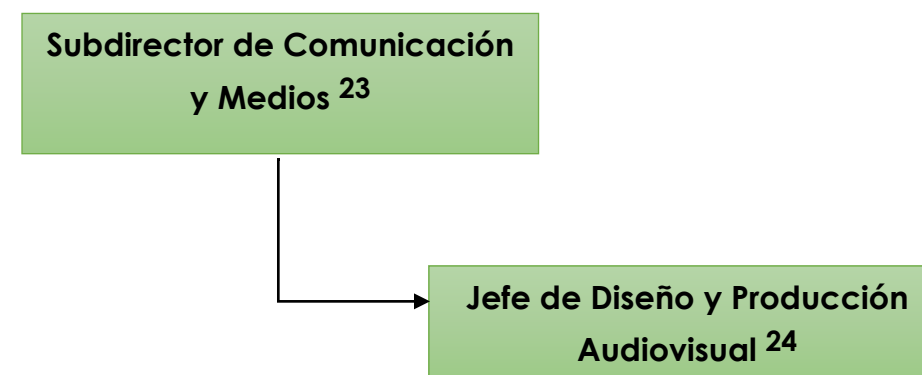 Subdirector de Comunicación
y Medios 23
Jefe de Diseño y Producción
Audiovisual 24